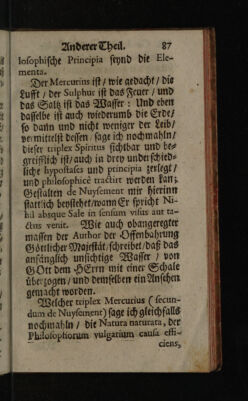 Anderer Theil. 87
losophische Principia seynd die Ele-
menta.
Der Mercurius ist / wie gedacht / die
Lufft / der Sulphur ist das Feuer / und
das Saltz ist das Wasser: Und eben
dasselbe ist auch wiederumb die Erde /
so dann und nicht weniger der Leib /
vermittelst dessen / sage ich nochmahln /
dieser triplex Spiritus sichtbar und be-
greifflich ist / auch in drey underschied-
liche hypostases und principia zerlegt /
und philosophicè tractirt werden kan;
Gestalten de Nuysement mir hierinn
stattlich beystehet / wann Er spricht Ni-
hil absque Sale in sensum visus aut ta-
ctus venit. Wie auch obangeregter
massen der Author der Offenbahrung
Göttlicher Majestät / schreibet / daß das
anfänglich unsichtige Wasser / von
GOtt dem HErrn mit einer Schale
überzogen / und demselben ein Ansehen
gemacht worden.
Welcher triplex Mercurius (secun-
dum de Nuysement) sage ich gleichfalls
nochmahln / die Natura naturata, der
Philosophorum vulgarium causa effi-
ciens,